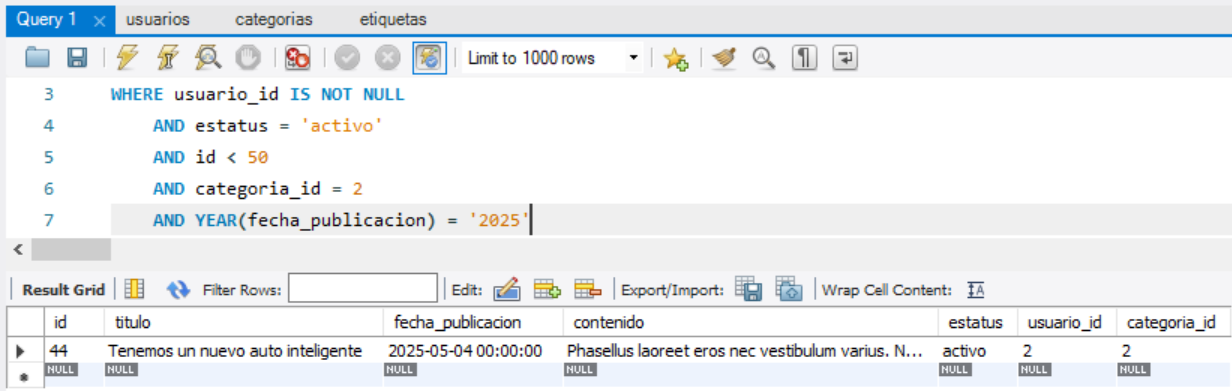 Query 1 usuarios categorias etiquetas
Limit to 1000 rows
3 WHERE usuario_id IS NOT NULL
4 AND estatus = 'activo'
5 AND id < 50
6 AND categoria_id = 2
7 AND YEAR(fecha_publicacion) = '2025'
Result Grid Filter Rows: Edit: Export/Import: Wrap Cell Content:
id titulo fecha_publicacion contenido estatus usuario_id categoria_id
44 Tenemos un nuevo auto inteligente 2025-05-04 00:00:00 Phasellus laoreet eros nec vestibulum varius. N... activo 2 2
NULL NULL NULL NULL NULL NULL NULL